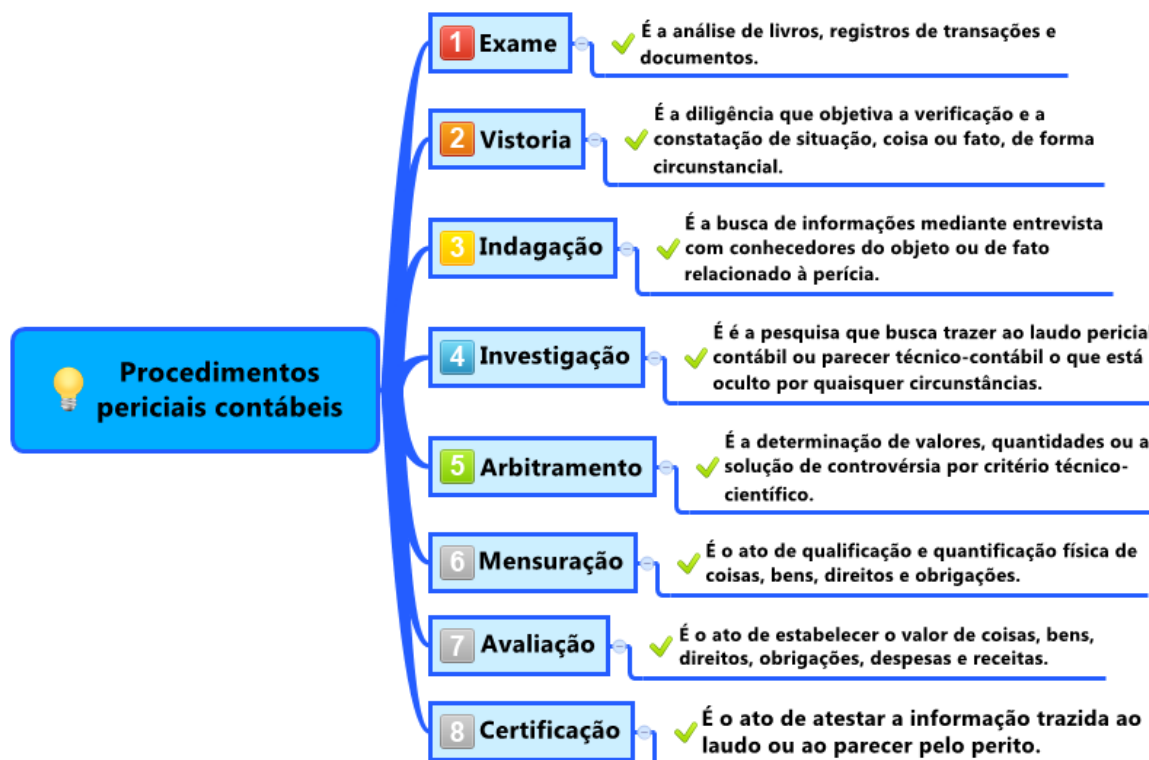 Procedimentos
periciais contábeis
1 Exame
É a análise de livros, registros de transações e
documentos.
2 Vistoria
É a diligência que objetiva a verificação e a
constatação de situação, coisa ou fato, de forma
circunstancial.
3 Indagação
É a busca de informações mediante entrevista
com conhecedores do objeto ou de fato
relacionado à perícia.
4 Investigação
É é a pesquisa que busca trazer ao laudo pericial
contábil ou parecer técnico-contábil o que está
oculto por quaisquer circunstâncias.
5 Arbitramento
É a determinação de valores, quantidades ou a
solução de controvérsia por critério técnico-
científico.
6 Mensuração
É o ato de qualificação e quantificação física de
coisas, bens, direitos e obrigações.
7 Avaliação
É o ato de estabelecer o valor de coisas, bens,
direitos, obrigações, despesas e receitas.
8 Certificação
É o ato de atestar a informação trazida ao
laudo ou ao parecer pelo perito.